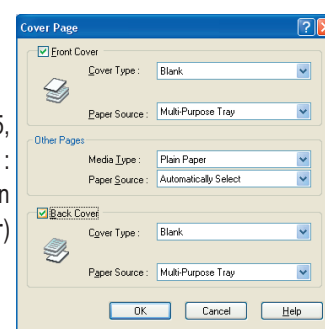 Cover Page
Front Cover
Cover Type : Blank
Paper Source : Multi-Purpose Tray
5,
Other Pages
:
Media Type : Plain Paper
n
Paper Source : Automatically Select
r)
Back Cover
Cover Type : Blank
Paper Source : Multi-Purpose Tray
OK Cancel Help